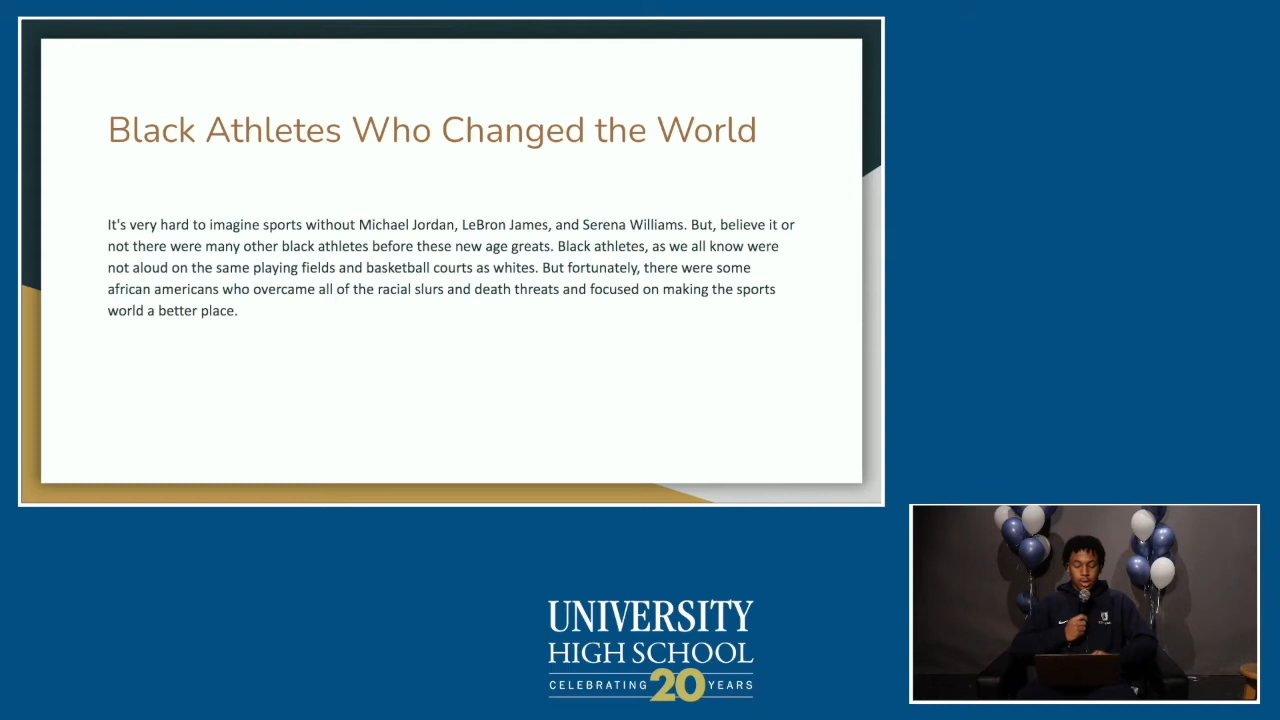 Black Athletes Who Changed the World
It's very hard to imagine sports without Michael Jordan, LeBron James, and Serena Williams. But, believe it or
not there were many other black athletes before these new age greats. Black athletes, as we all know were
not aloud on the same playing fields and basketball courts as whites. But fortunately, there were some
african americans who overcame all of the racial slurs and death threats and focused on making the sports
world a better place.
UNIVERSITY
HIGH SCHOOL
CELEBRATING 20 YEARS